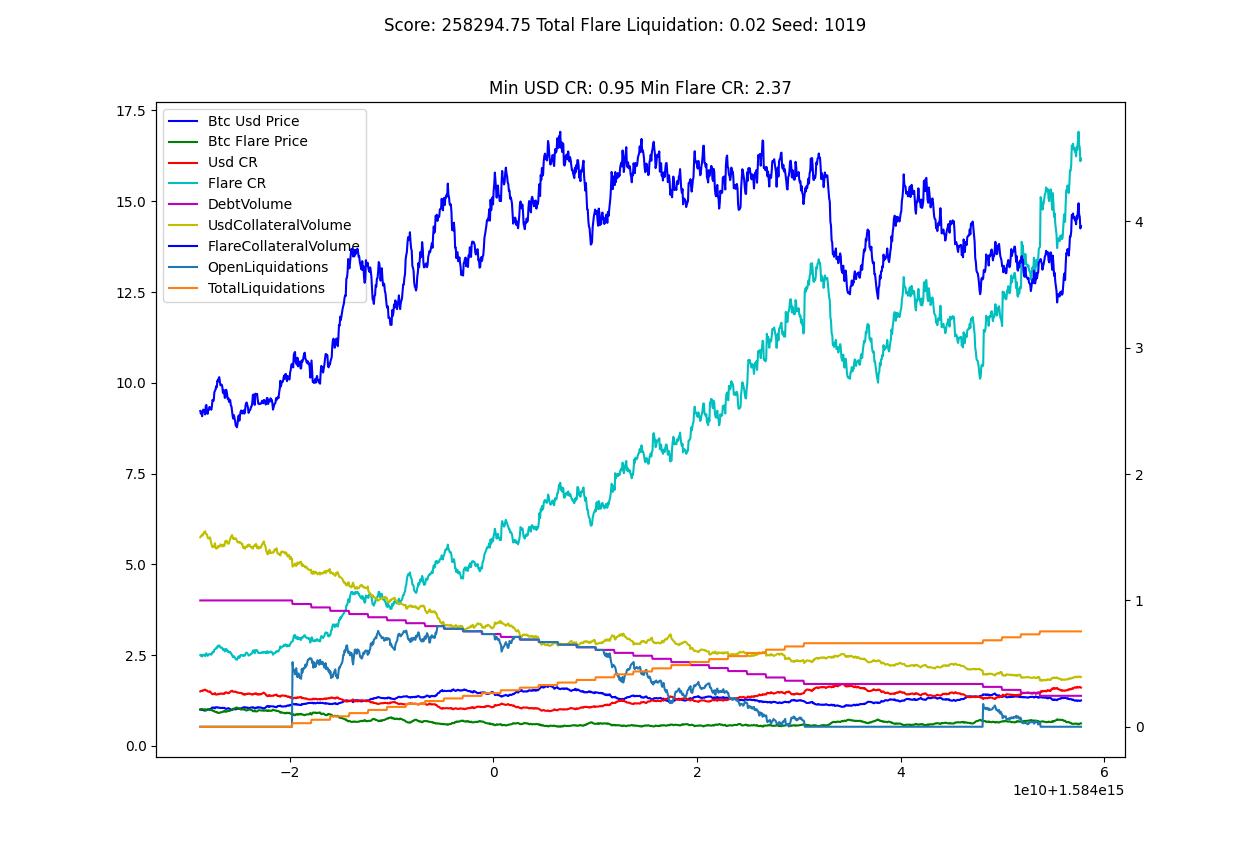 Score: 258294.75 Total Flare Liquidation: 0.02 Seed: 1019
Min USD CR: 0.95 Min Flare CR: 2.37
Btc Usd Price
Btc Flare Price
Usd CR
Flare CR
DebtVolume
UsdCollateralVolume
FlareCollateralVolume
OpenLiquidations
TotalLiquidations
17.5
15.0
12.5
10.0
7.5
5.0
2.5
0.0
4
3
2
1
0
−2
0
2
4
6
1e10+1.584e15